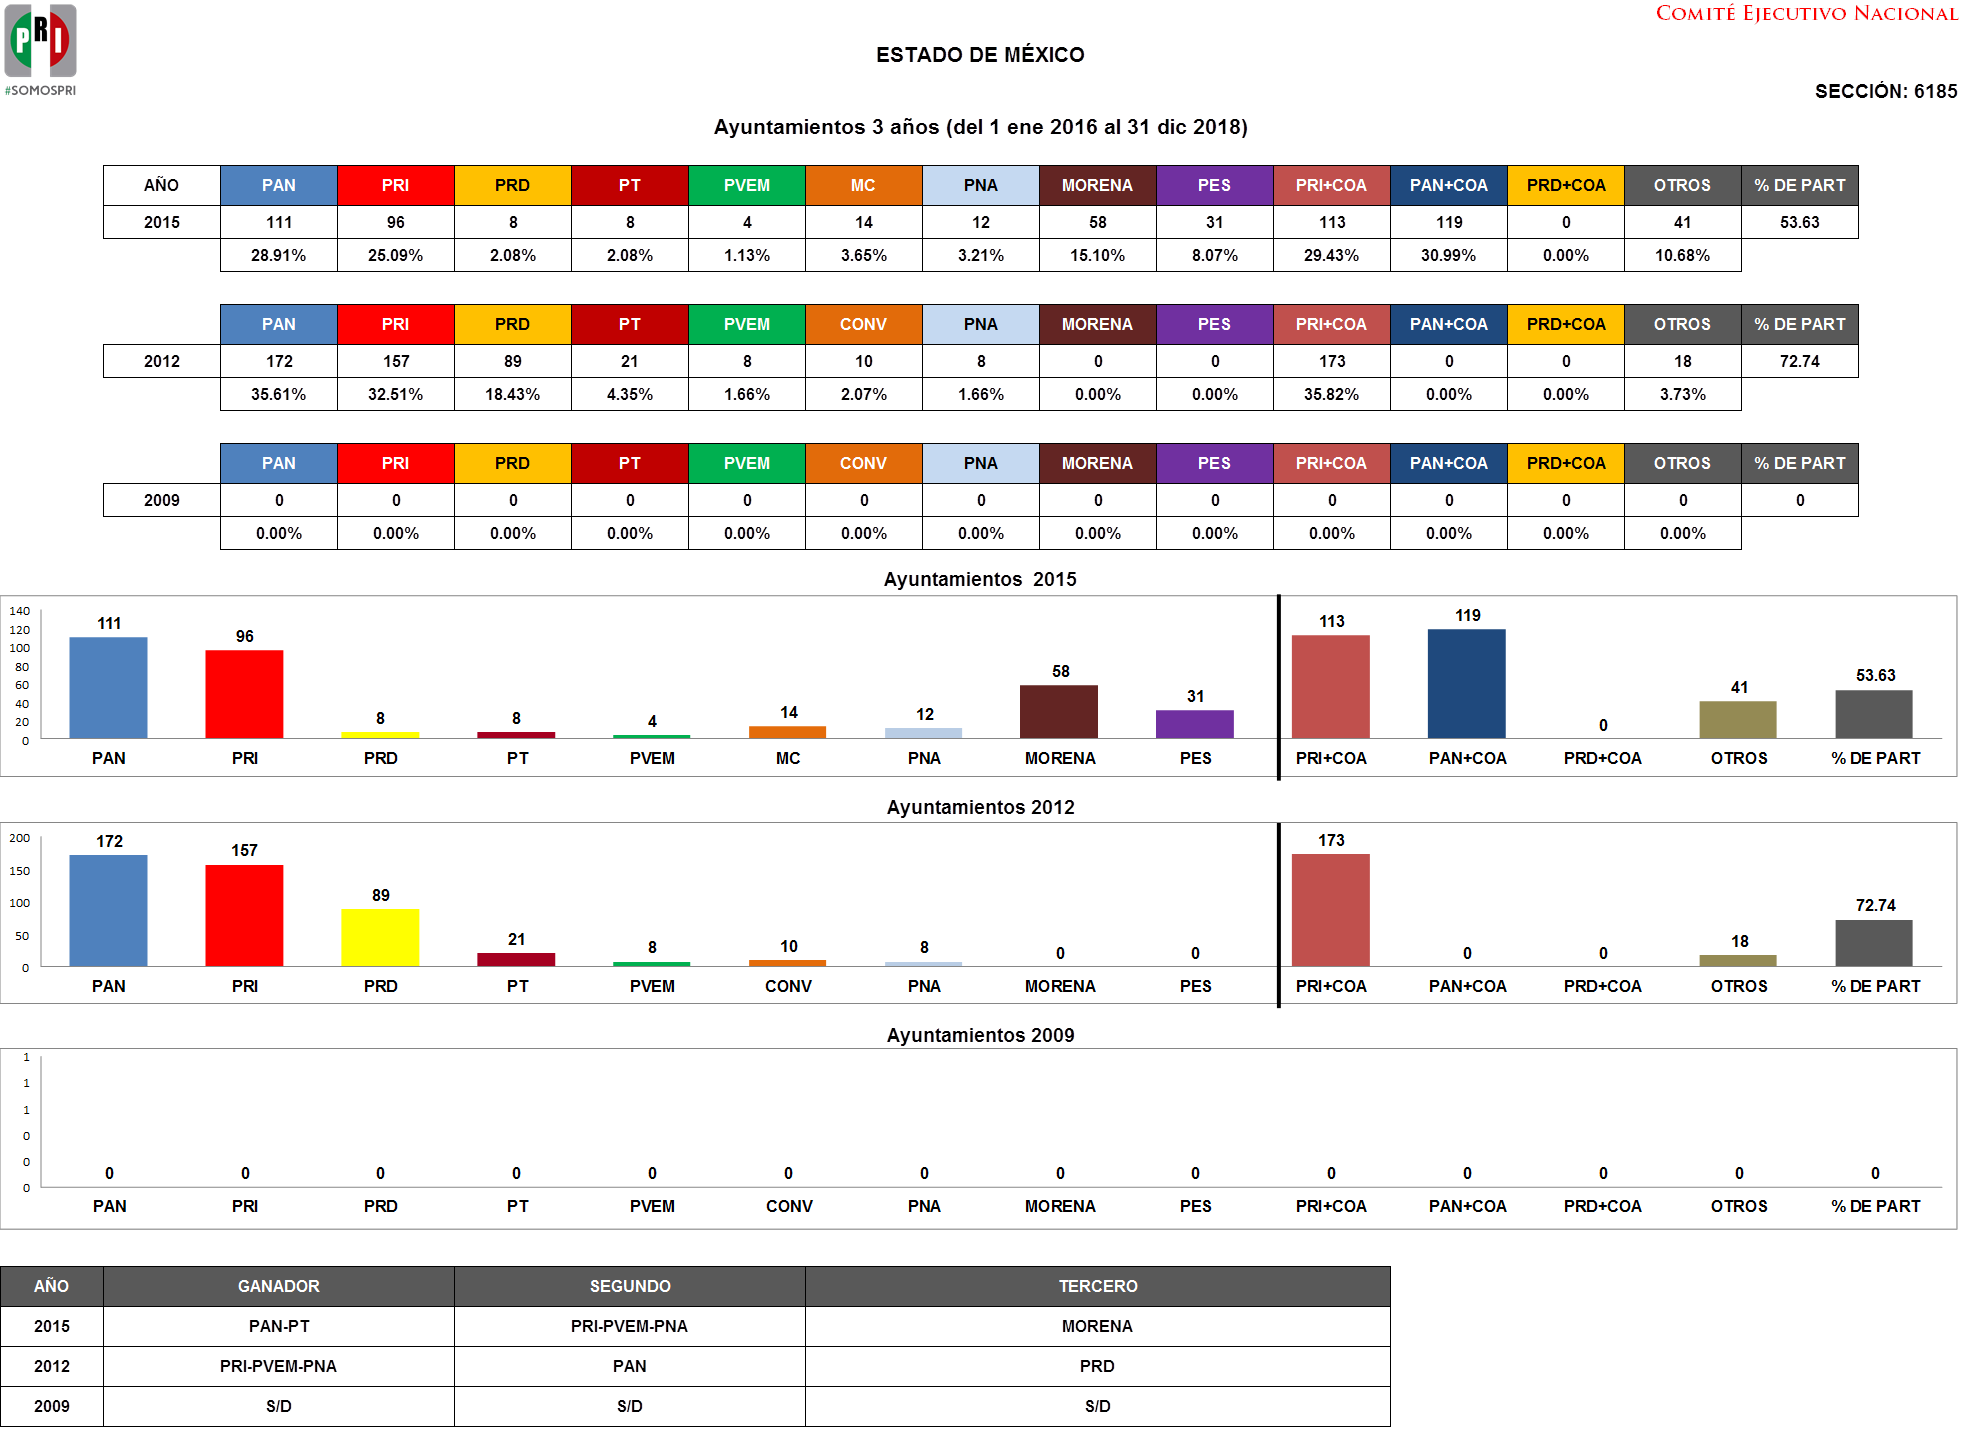 PRI
#SOMOSPRI
COMITÉ EJECUTIVO NACIONAL
ESTADO DE MÉXICO
SECCIÓN: 6185
Ayuntamientos 3 años (del 1 ene 2016 al 31 dic 2018)
AÑO PAN PRI PRD PT PVEM MC PNA MORENA PES PRI+COA PAN+COA PRD+COA OTROS % DE PART
2015 111 96 8 8 4 14 12 58 31 113 119 0 41 53.63
28.91% 25.09% 2.08% 2.08% 1.13% 3.65% 3.21% 15.10% 8.07% 29.43% 30.99% 0.00% 10.68%
PAN PRI PRD PT PVEM CONV PNA MORENA PES PRI+COA PAN+COA PRD+COA OTROS % DE PART
2012 172 157 89 21 8 10 8 0 0 173 0 0 18 72.74
35.61% 32.51% 18.43% 4.35% 1.66% 2.07% 1.66% 0.00% 0.00% 35.82% 0.00% 0.00% 3.73%
PAN PRI PRD PT PVEM CONV PNA MORENA PES PRI+COA PAN+COA PRD+COA OTROS % DE PART
2009 0 0 0 0 0 0 0 0 0 0 0 0 0 0
0.00% 0.00% 0.00% 0.00% 0.00% 0.00% 0.00% 0.00% 0.00% 0.00% 0.00% 0.00% 0.00%
Ayuntamientos 2015
140
120
100
80
60
40
20
0
111 96 8 8 4 14 12 58 31 113 119 0 41 53.63
PAN PRI PRD PT PVEM MC PNA MORENA PES PRI+COA PAN+COA PRD+COA OTROS % DE PART
Ayuntamientos 2012
200
150
100
50
0
172 157 89 21 8 10 8 0 0 173 0 0 18 72.74
PAN PRI PRD PT PVEM CONV PNA MORENA PES PRI+COA PAN+COA PRD+COA OTROS % DE PART
Ayuntamientos 2009
1
1
1
0
0
0
0 0 0 0 0 0 0 0 0 0 0 0 0 0
PAN PRI PRD PT PVEM CONV PNA MORENA PES PRI+COA PAN+COA PRD+COA OTROS % DE PART
AÑO GANADOR SEGUNDO TERCERO
2015 PAN-PT PRI-PVEM-PNA MORENA
2012 PRI-PVEM-PNA PAN PRD
2009 S/D S/D S/D